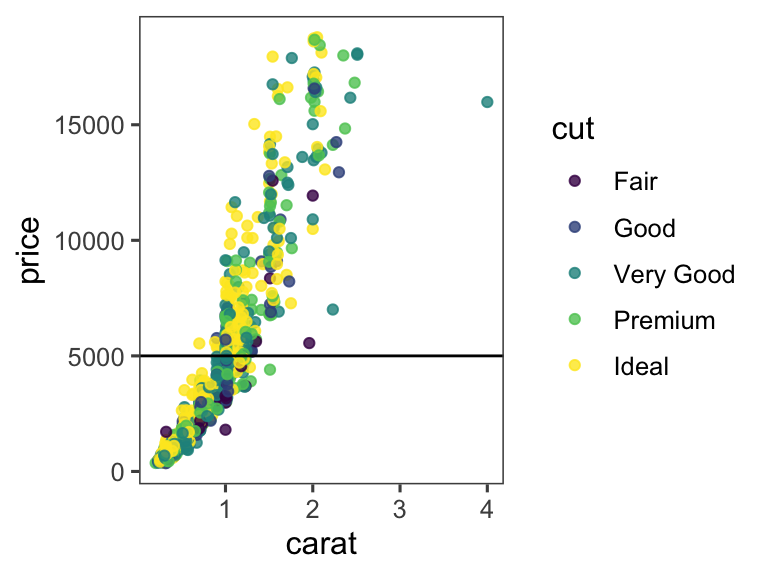 15000
10000
5000
0
price
1 2 3 4
carat
cut
Fair
Good
Very Good
Premium
Ideal